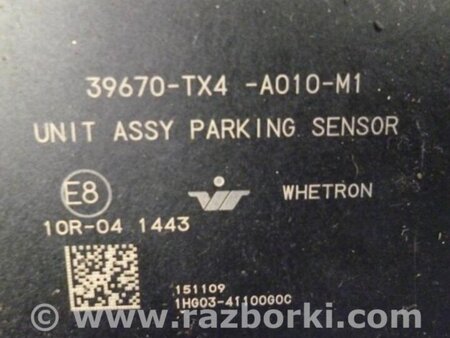 39670-TX4 -A010-M1
UNIT ASSY PARKING SENSOR
E8
WHETRON
10R-04 1443
151109
1HG03-41100G0C
© www.razborki.com